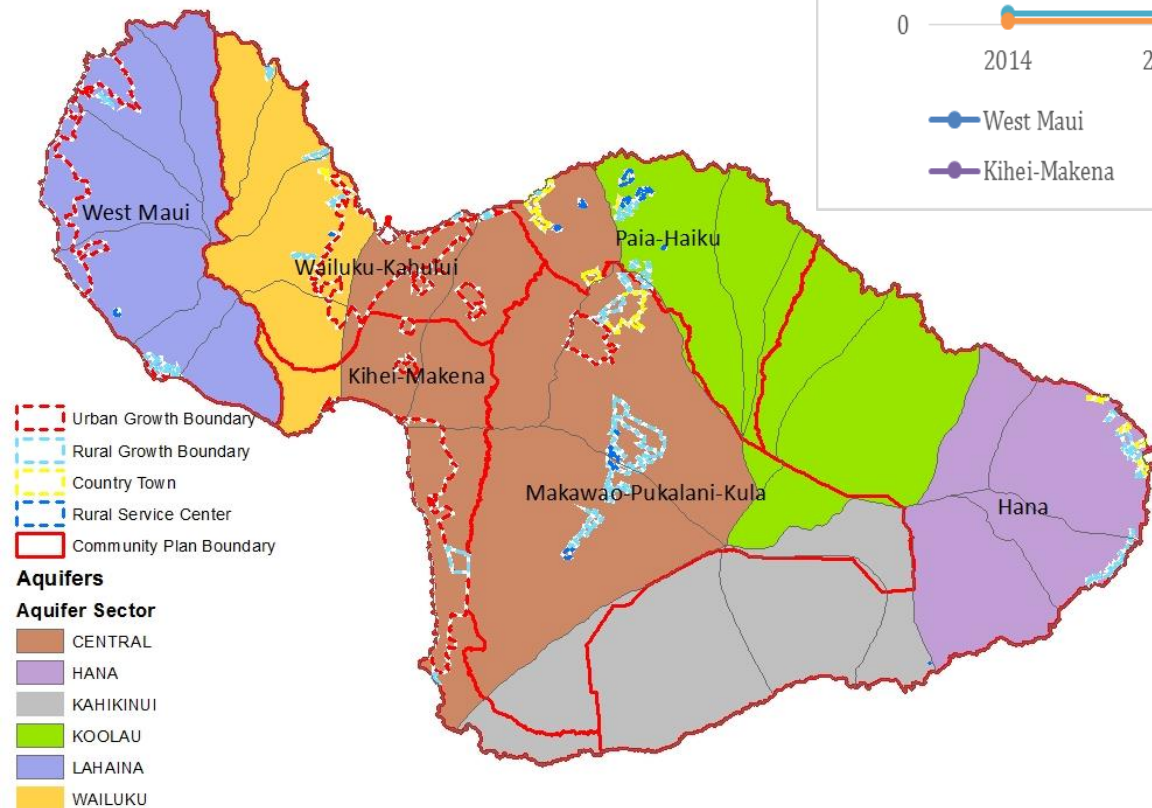 0
2014
2
West Maui
Kihei-Makena
West Maui
Paia-Haiku
Wailuku-Kahului
Kihei-Makena
Makawao-Pukalani-Kula
Hana
Urban Growth Boundary
Rural Growth Boundary
Country Town
Rural Service Center
Community Plan Boundary
Aquifers
Aquifer Sector
CENTRAL
HANA
KAHIKINUI
KOOLAU
LAHAINA
WAILUKU